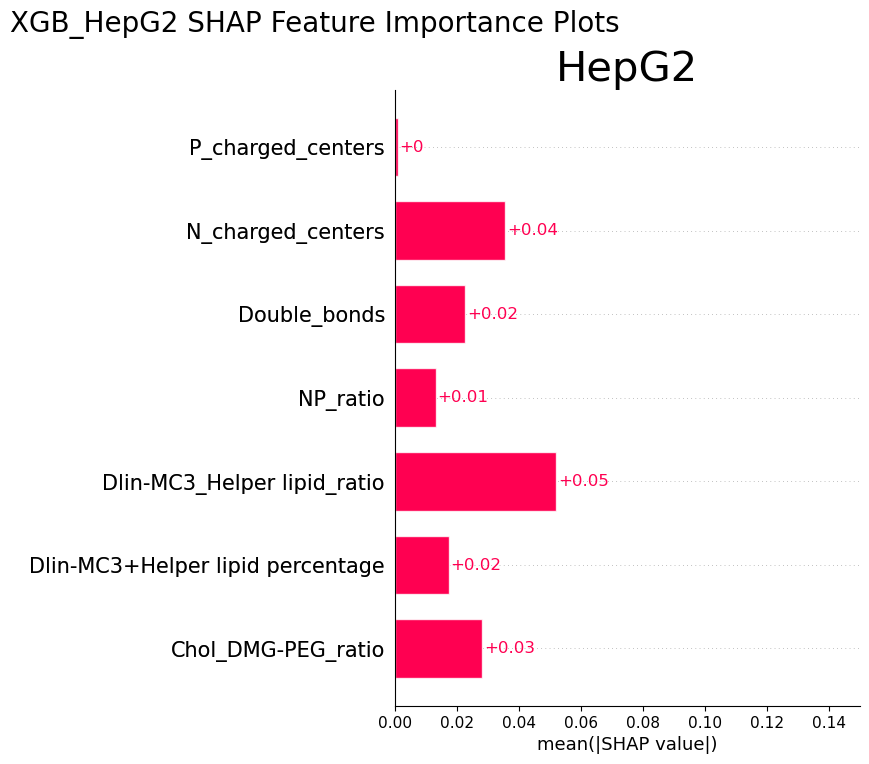 XGB_HepG2 SHAP Feature Importance Plots
HepG2
P_charged_centers +0
N_charged_centers +0.04
Double_bonds +0.02
NP_ratio +0.01
Dlin-MC3_Helper lipid_ratio +0.05
Dlin-MC3+Helper lipid percentage +0.02
Chol_DMG-PEG_ratio +0.03
0.00 0.02 0.04 0.06 0.08 0.10 0.12 0.14
mean(|SHAP value|)